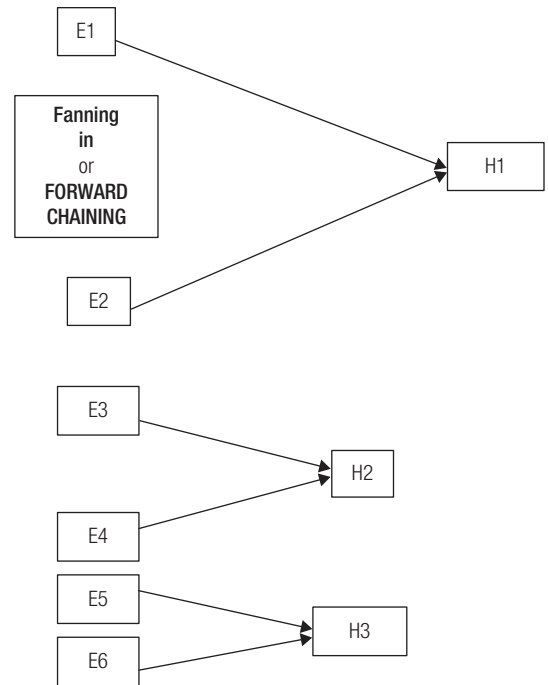 E1
Fanning
in
or
FORWARD
CHAINING
H1
E2
E3
H2
E4
E5
H3
E6